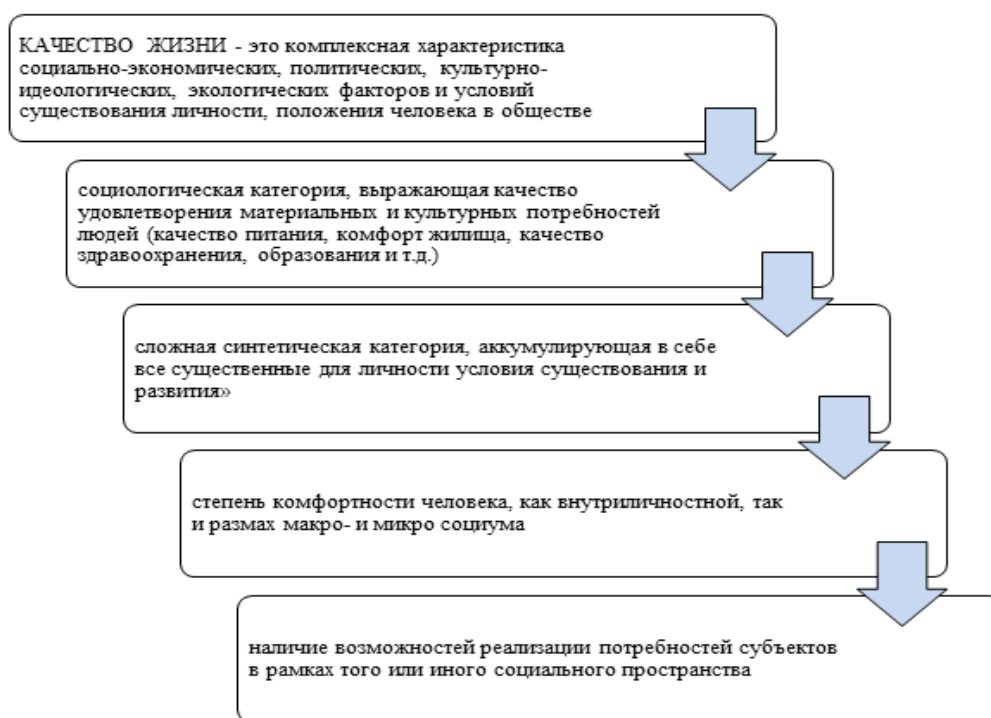 КАЧЕСТВО ЖИЗНИ - это комплексная характеристика
социально-экономических, политических, культурно-
идеологических, экологических факторов и условий
существования личности, положения человека в обществе
социологическая категория, выражающая качество
удовлетворения материальных и культурных потребностей
людей (качество питания, комфорт жилища, качество
здравоохранения, образования и т.д.)
сложная синтетическая категория, аккумулирующая в себе
все существенные для личности условия существования и
развития»
степень комфортности человека, как внутриличностной, так
и размах макро- и микро социума
наличие возможностей реализации потребностей субъектов
в рамках того или иного социального пространства